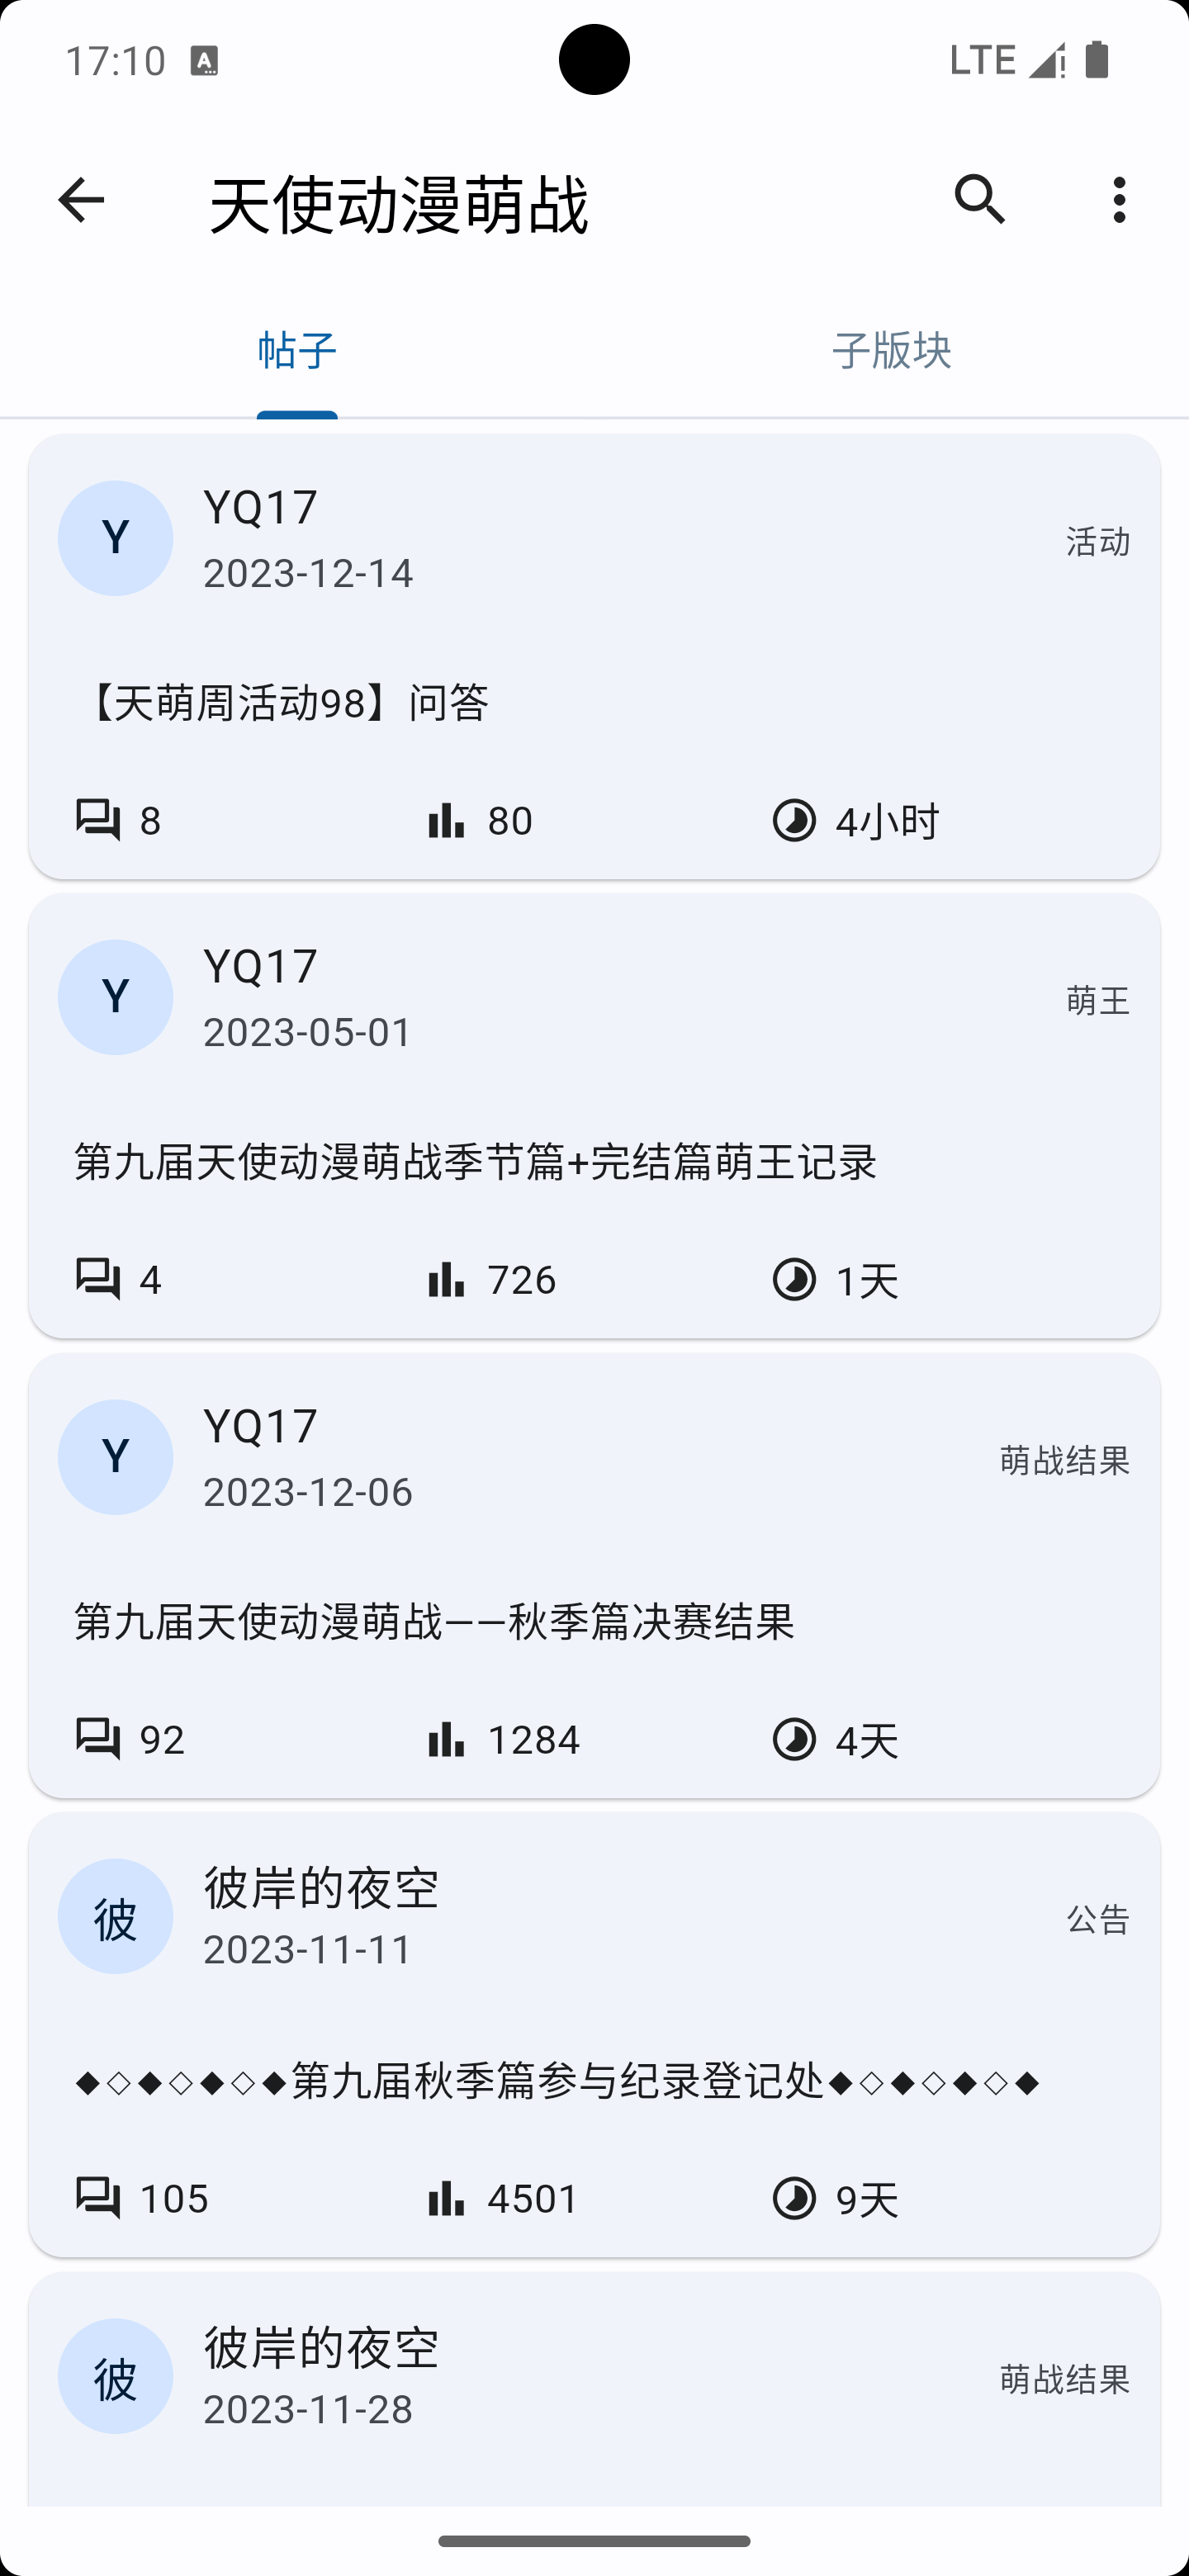 17:10
LTE
天使动漫萌战
帖子
子版块
Y
YQ17
2023-12-14
活动
【天萌周活动98】问答
8
80
4小时
Y
YQ17
2023-05-01
萌王
第九届天使动漫萌战季节篇+完结篇萌王记录
4
726
1天
Y
YQ17
2023-12-06
萌战结果
第九届天使动漫萌战——秋季篇决赛结果
92
1284
4天
彼
彼岸的夜空
2023-11-11
公告
◆◇◆◇◆◇◆第九届秋季篇参与纪录登记处◆◇◆◇◆◇◆
105
4501
9天
彼
彼岸的夜空
2023-11-28
萌战结果